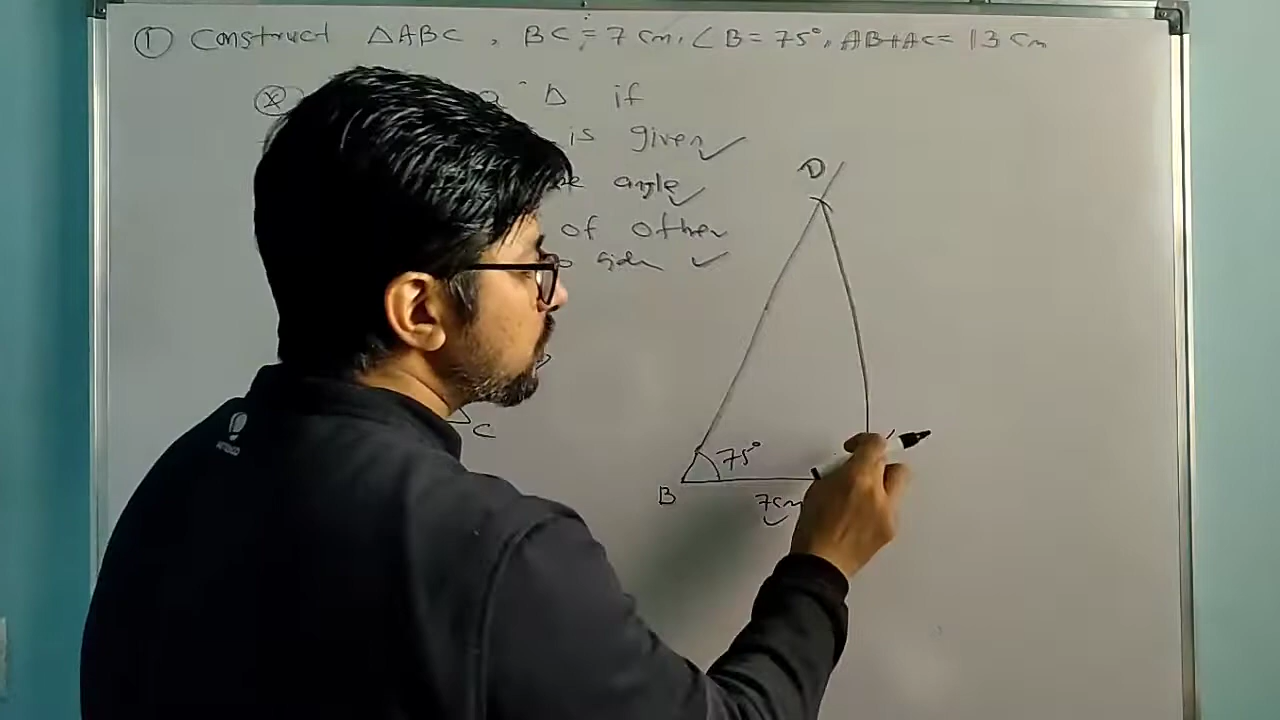 ① Construct △ABC, BC = 7 cm, ∠B = 75°, AB+AC = 13 cm
ⓧ a △ if
is given ✓
angle ✓
of other
side ✓
D
C
75°
B
7cm